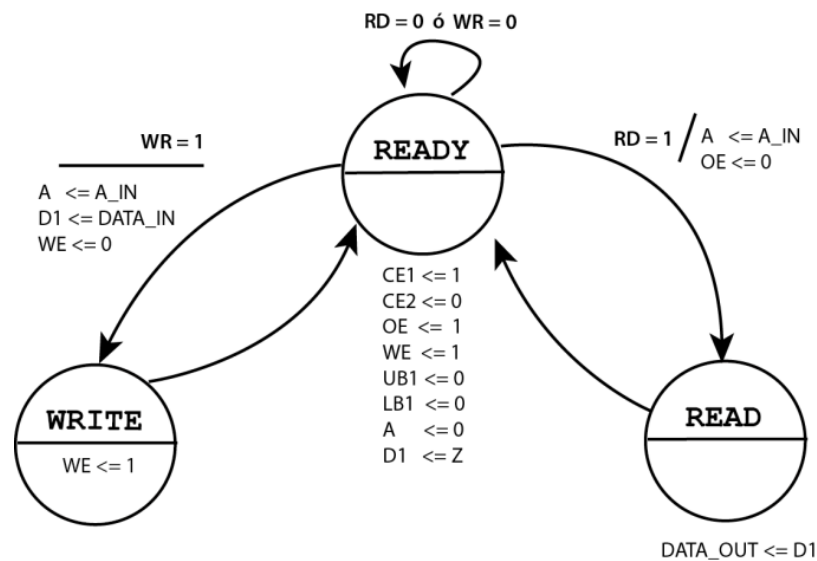 RD = 0 ó WR = 0
WR = 1
A <= A_IN
D1 <= DATA_IN
WE <= 0
READY
RD = 1
A <= A_IN
OE <= 0
CE1 <= 1
CE2 <= 0
OE <= 1
WE <= 1
UB1 <= 0
LB1 <= 0
A <= 0
D1 <= Z
WRITE
WE <= 1
READ
DATA_OUT <= D1